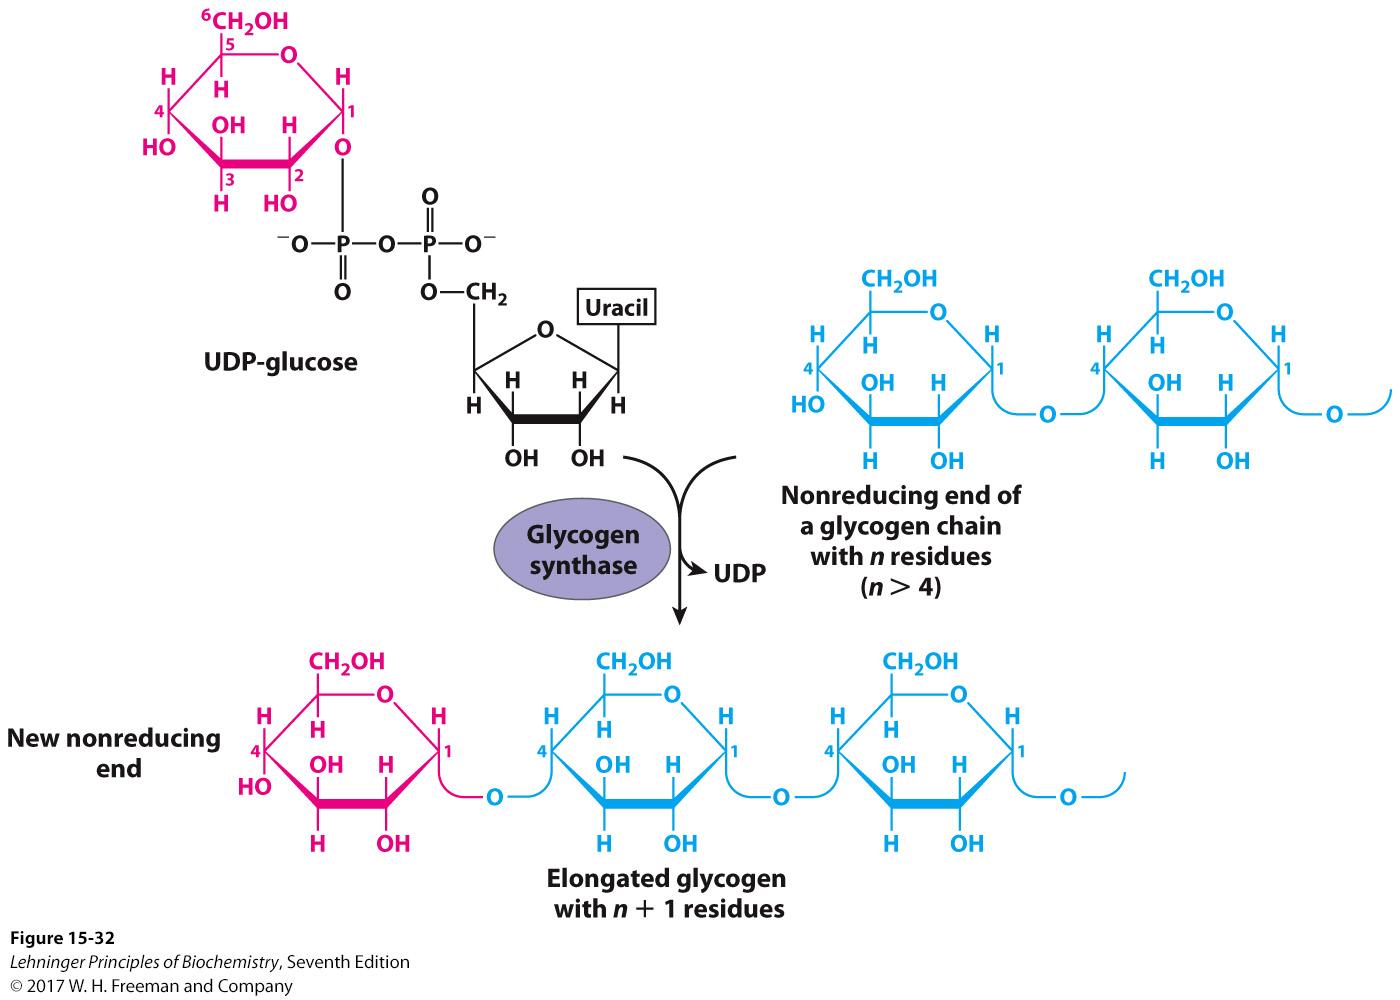 6CH2OH
5
O
H
H
H
4
1
OH
H
HO
O
3
2
H
HO
O
−O—P—O—P—O−
O
O—CH2
Uracil
O
UDP-glucose
H
H
H
H
OH
OH
CH2OH
CH2OH
O
O
H
H
H
H
H
H
4
1
4
1
OH
H
OH
H
HO
O
O
H
OH
H
OH
Nonreducing end of
a glycogen chain
with n residues
(n > 4)
Glycogen
synthase
UDP
CH2OH
CH2OH
CH2OH
O
O
O
H
H
H
H
H
H
H
H
H
New nonreducing
end
4
1
4
1
4
1
OH
H
OH
H
OH
H
HO
O
O
O
H
OH
H
OH
H
OH
Elongated glycogen
with n + 1 residues
Figure 15-32
Lehninger Principles of Biochemistry, Seventh Edition
© 2017 W. H. Freeman and Company